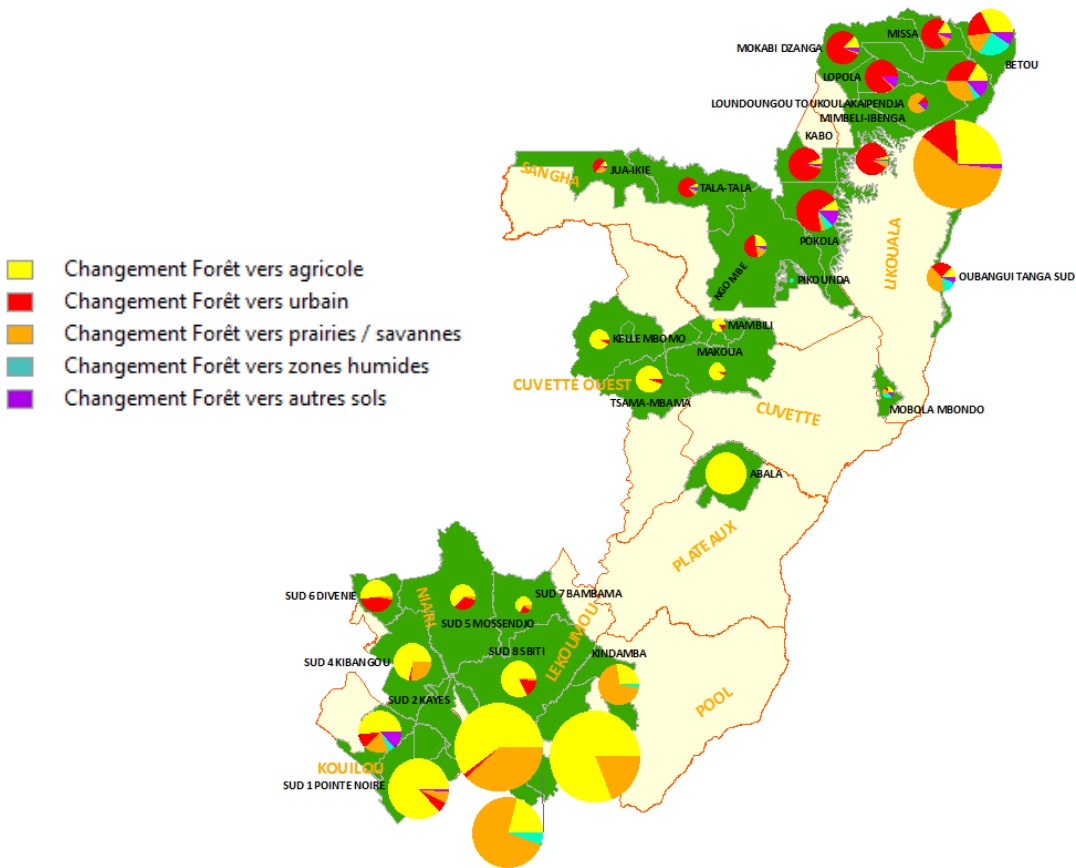 MISSA
MOKABI DZANGA
BETOU
LOPOLA
LOUNDOUNGOU TOUKOULAKAIPENDJA
MIMBELI-IBENGA
KABO
SANGHA
JUA-IKIE
TALA-TALA
POKOLA
LIKOUALA
Changement Forêt vers agricole
Changement Forêt vers urbain
Changement Forêt vers prairies / savannes
Changement Forêt vers zones humides
Changement Forêt vers autres sols
NGOMBE
PIKOUNDA
OUBANGUI TANGA SUD
MAMBILI
KELLE MBOMO
MAKOUA
CUVETTE OUEST
TSAMA-MBAMA
CUVETTE
MOBOLA MBONDO
ABALA
PLATEAUX
SUD 6 DIVENIE
NIARI
SUD 7 BAMBAMA
SUD 5 MOSSENDJO
LEKOUMOU
SUD 8 SBITI
KINDAMBA
SUD 4 KIBANGOU
SUD 2 KAYES
POOL
KOUILOU
SUD 1 POINTE NOIRE